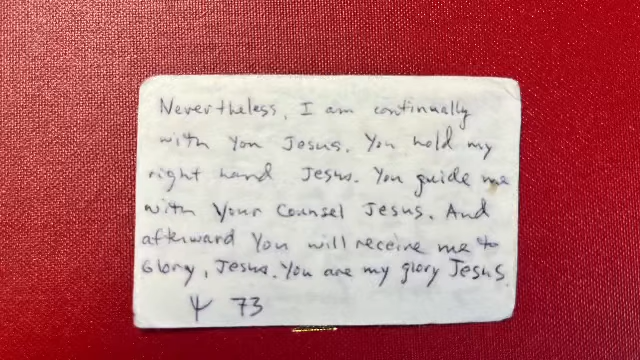 Nevertheless, I am continually
with you Jesus. You hold my
right hand Jesus. You guide me
with Your Counsel Jesus. And
afterward You will receive me to
Glory, Jesus. You are my glory Jesus.
Ψ 73